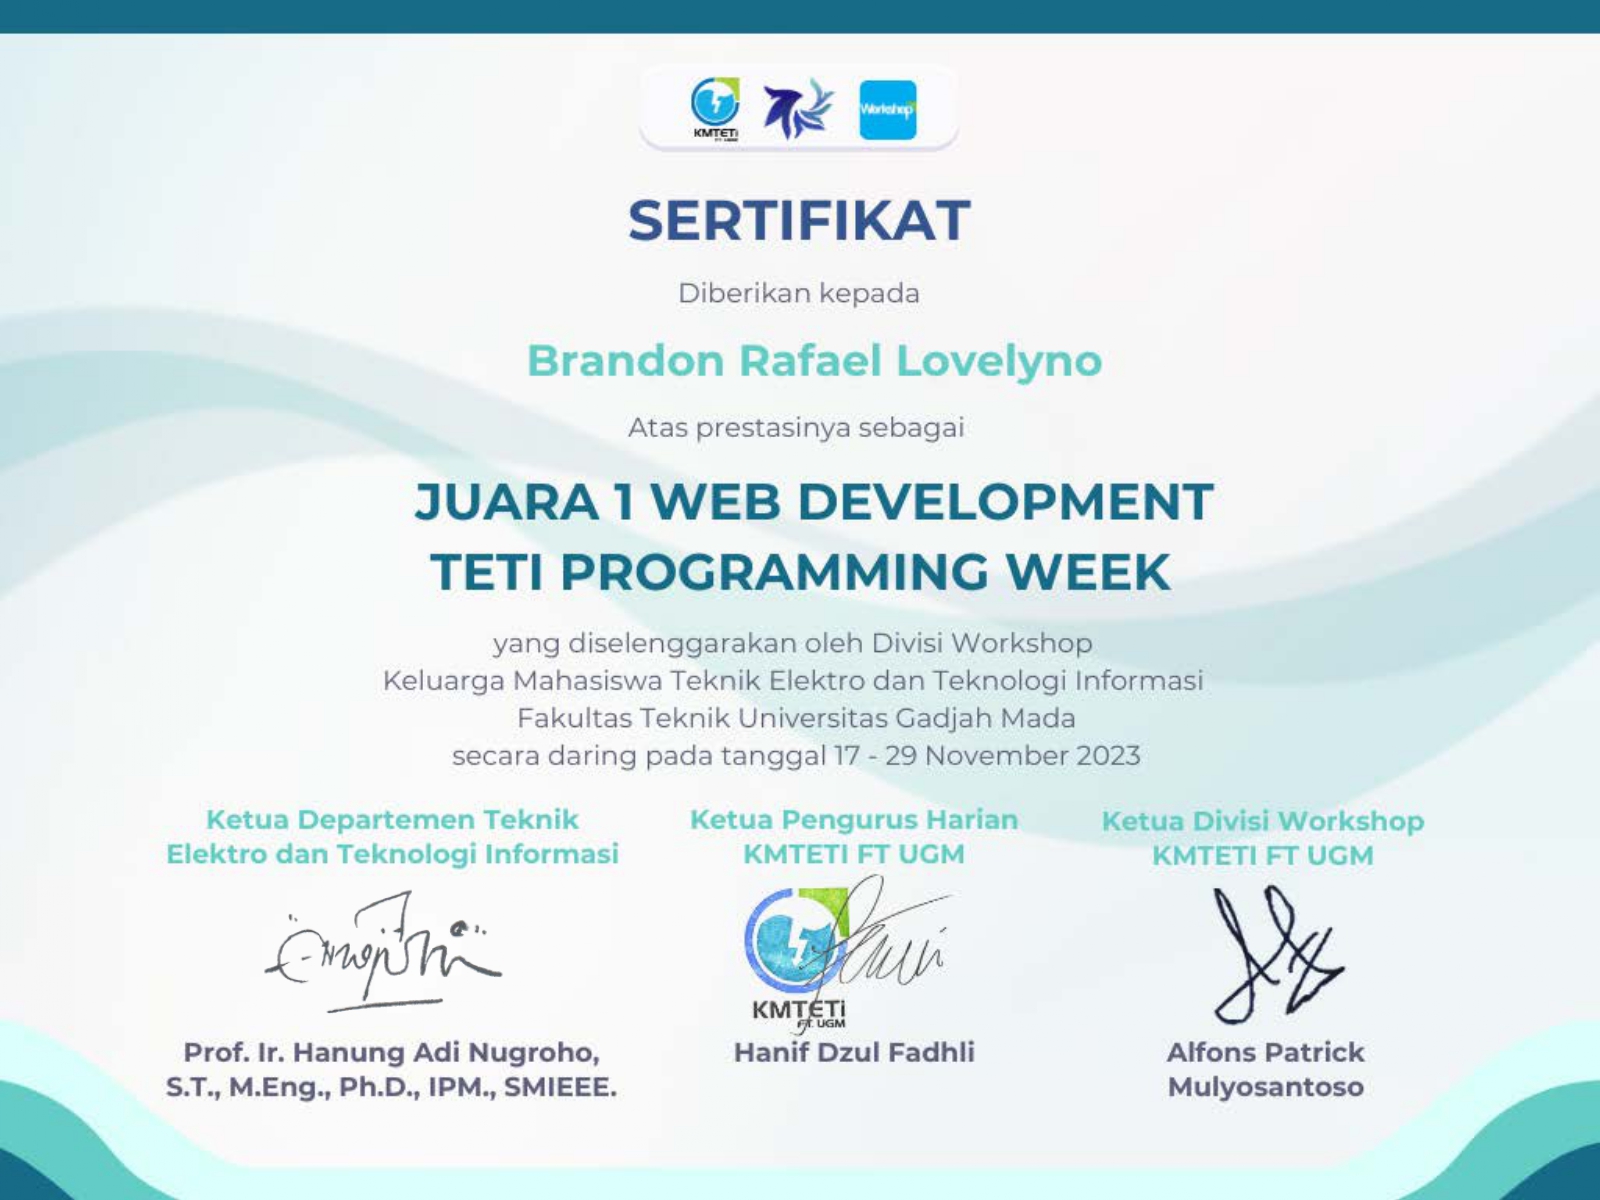 KMTETi
FT UGM
Workshop
SERTIFIKAT
Diberikan kepada
Brandon Rafael Lovelyno
Atas prestasinya sebagai
JUARA 1 WEB DEVELOPMENT
TETI PROGRAMMING WEEK
yang diselenggarakan oleh Divisi Workshop
Keluarga Mahasiswa Teknik Elektro dan Teknologi Informasi
Fakultas Teknik Universitas Gadjah Mada
secara daring pada tanggal 17 - 29 November 2023
Ketua Departemen Teknik
Elektro dan Teknologi Informasi
Prof. Ir. Hanung Adi Nugroho,
S.T., M.Eng., Ph.D., IPM., SMIEEE.
Ketua Pengurus Harian
KMTETI FT UGM
KMTETi
FT. UGM
Hanif Dzul Fadhli
Ketua Divisi Workshop
KMTETI FT UGM
Alfons Patrick
Mulyosantoso